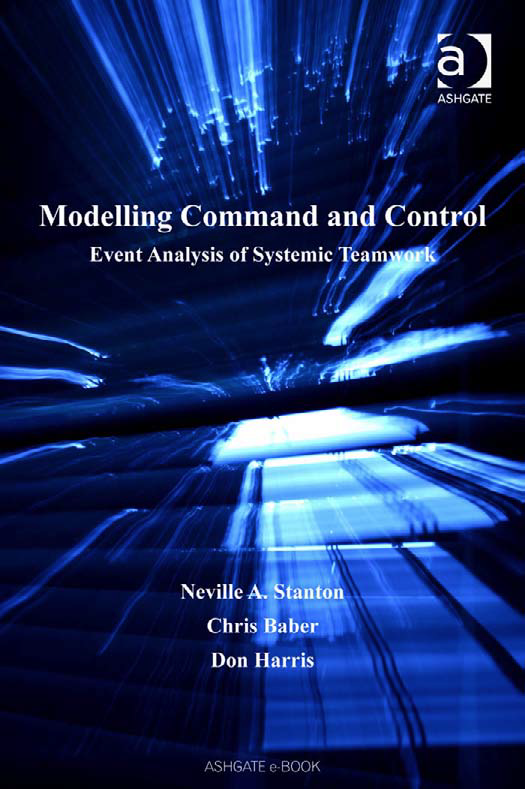 a
ASHGATE
Modelling Command and Control
Event Analysis of Systemic Teamwork
Neville A. Stanton
Chris Baber
Don Harris
ASHGATE e-BOOK